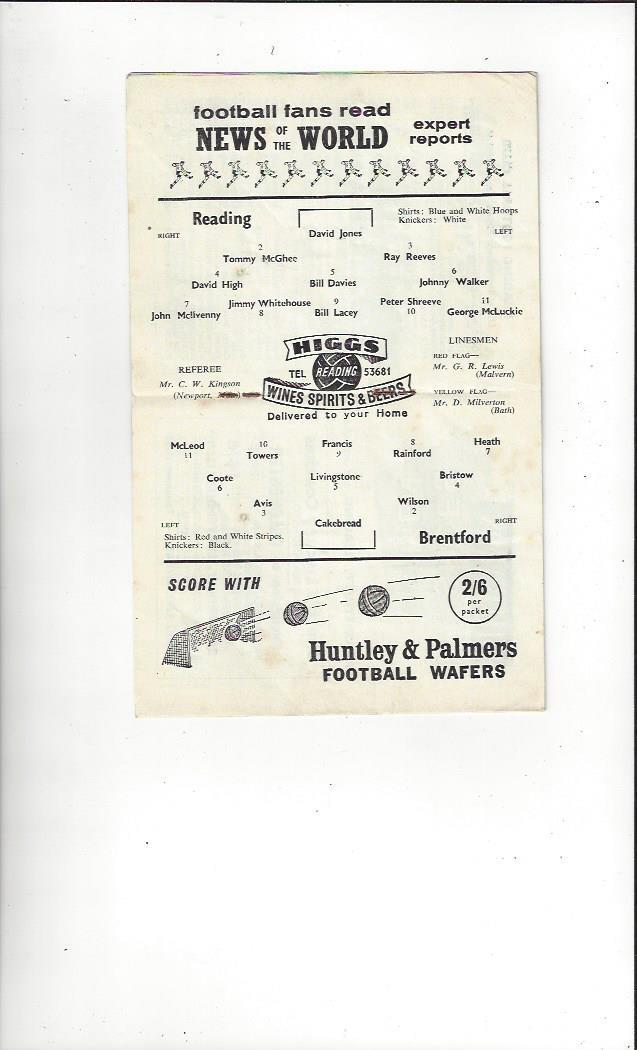 football fans read
NEWS OF THE WORLD
expert
reports
Reading
Shirts: Blue and White Hoops
Knickers: White
RIGHT
David Jones
LEFT
2
Tommy McGhee
3
Ray Reeves
4
David High
5
Bill Davies
6
Johnny Walker
7
John McIlvenny
Jimmy Whitehouse
8
9
Bill Lacey
Peter Shreeve
10
11
George McLuckie
HIGGS
TEL READING 53681
WINES SPIRITS & BEERS
Delivered to your Home
REFEREE
Mr. C. W. Kingson
(Newport,
LINESMEN
RED FLAG—
Mr. G. R. Lewis
(Malvern)
YELLOW FLAG—
Mr. D. Milverton
(Bath)
McLeod
11
10
Towers
Francis
9
8
Rainford
Heath
7
Coote
6
Livingstone
5
Bristow
4
Avis
3
Wilson
2
LEFT
Cakebread
RIGHT
Shirts: Red and White Stripes.
Knickers: Black.
Brentford
SCORE WITH
2/6
per
packet
Huntley & Palmers
FOOTBALL WAFERS